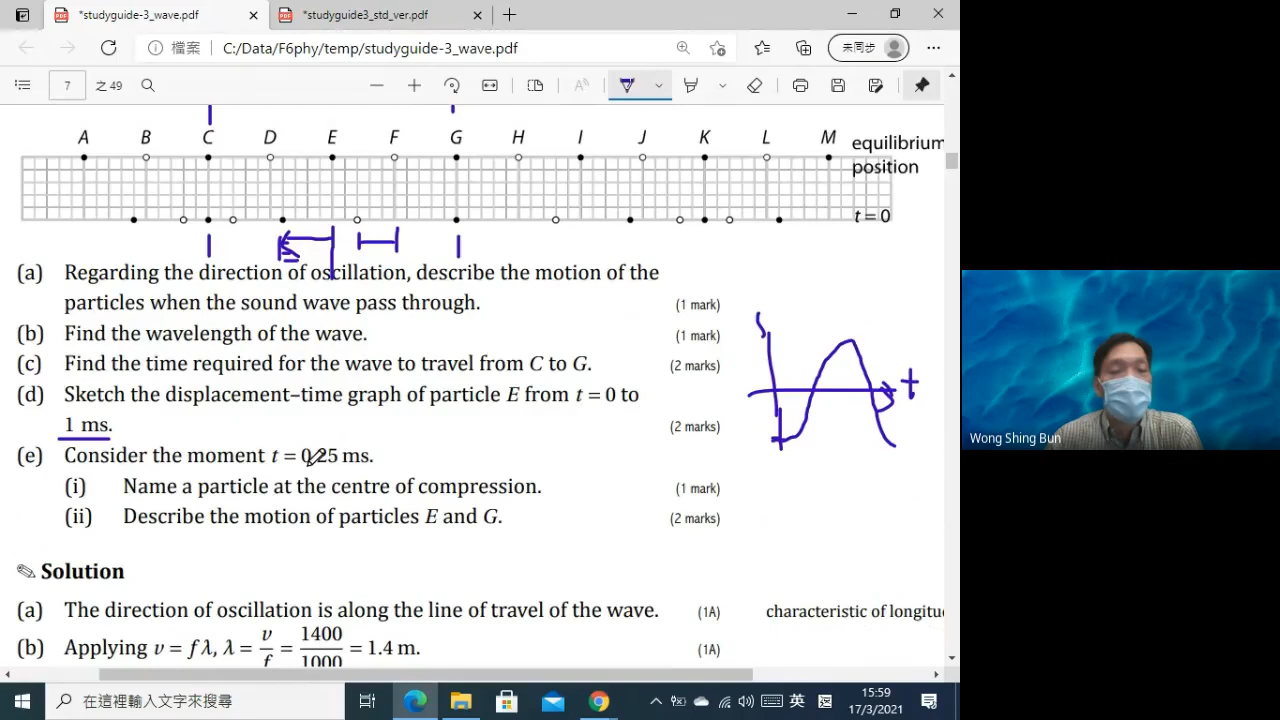 *studyguide-3_wave.pdf
*studyguide3_std_ver.pdf
檔案
C:/Data/F6phy/temp/studyguide-3_wave.pdf
未同步
7 之 49
A B C D E F G H I J K L M equilibrium
position
t = 0
(a) Regarding the direction of oscillation, describe the motion of the
particles when the sound wave pass through. (1 mark)
(b) Find the wavelength of the wave. (1 mark)
(c) Find the time required for the wave to travel from C to G. (2 marks)
(d) Sketch the displacement–time graph of particle E from t = 0 to
1 ms. (2 marks)
t
(e) Consider the moment t = 0.25 ms.
(i) Name a particle at the centre of compression. (1 mark)
(ii) Describe the motion of particles E and G. (2 marks)
Solution
(a) The direction of oscillation is along the line of travel of the wave. (1A) characteristic of longitu
(b) Applying v = fλ, λ = v/f = 1400/1000 = 1.4 m. (1A)
Wong Shing Bun
在這裡輸入文字來搜尋
英
15:59
17/3/2021